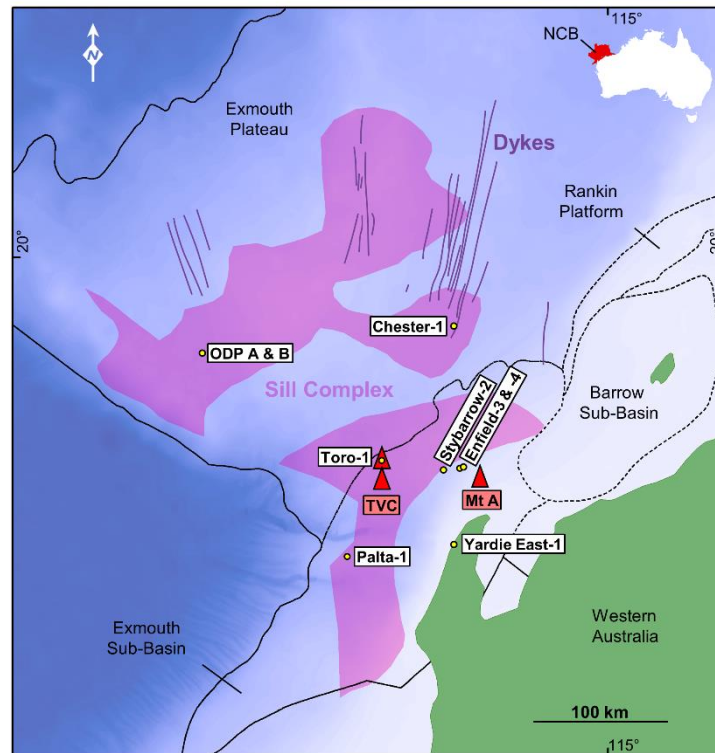 115°
NCB
Exmouth
Plateau
Dykes
Rankin
Platform
20°
20°
Chester-1
ODP A & B
Sill Complex
Stybarrow-2
Enfield-3 & -4
Barrow
Sub-Basin
Toro-1
TVC
Mt A
Yardie East-1
Palta-1
Exmouth
Sub-Basin
Western
Australia
100 km
115°